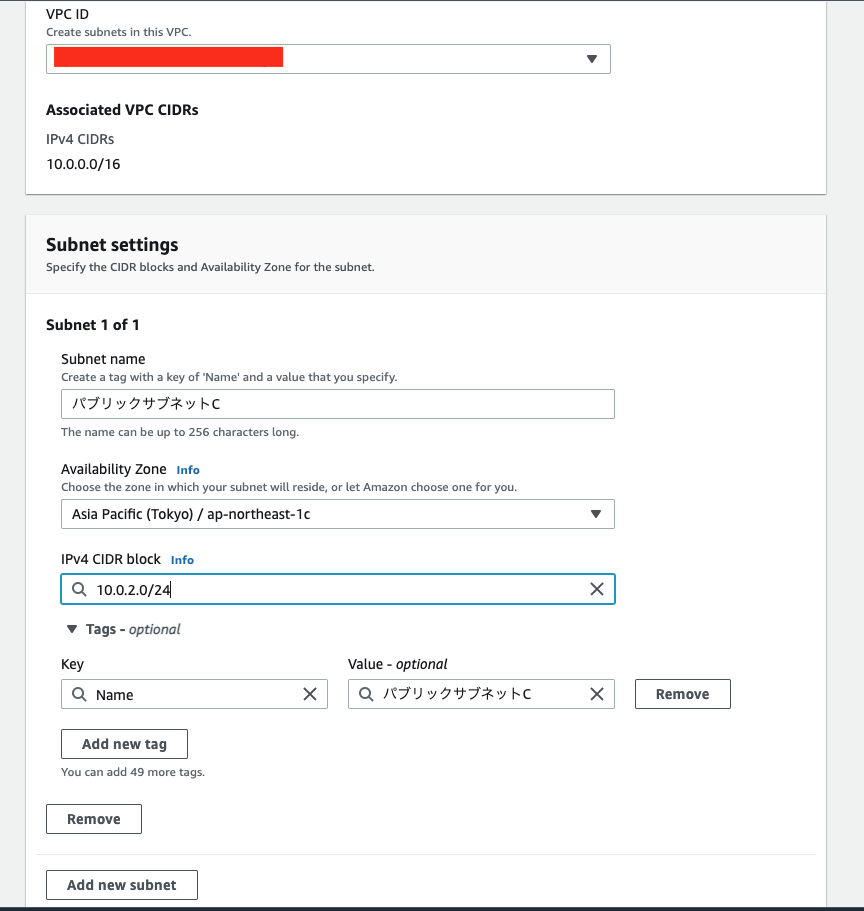 VPC ID
Create subnets in this VPC.
Associated VPC CIDRs
IPv4 CIDRs
10.0.0.0/16
Subnet settings
Specify the CIDR blocks and Availability Zone for the subnet.
Subnet 1 of 1
Subnet name
Create a tag with a key of 'Name' and a value that you specify.
パブリックサブネットC
The name can be up to 256 characters long.
Availability Zone Info
Choose the zone in which your subnet will reside, or let Amazon choose one for you.
Asia Pacific (Tokyo) / ap-northeast-1c
IPv4 CIDR block Info
10.0.2.0/24
Tags - optional
Key Value - optional
Name パブリックサブネットC Remove
Add new tag
You can add 49 more tags.
Remove
Add new subnet